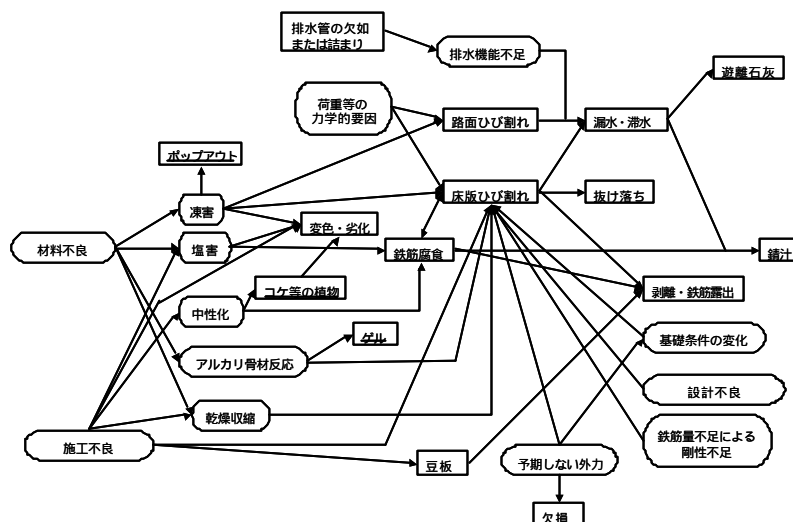 排水管の欠如
または詰まり
排水機能不足
遊離石灰
荷重等の
力学的要因
路面ひび割れ
漏水・滞水
ポップアウト
床版ひび割れ
抜け落ち
凍害
変色・劣化
材料不良
塩害
鉄筋腐食
錆汁
コケ等の植物
剥離・鉄筋露出
中性化
ゲル
基礎条件の変化
アルカリ骨材反応
設計不良
乾燥収縮
鉄筋量不足による
剛性不足
施工不良
豆板
予期しない外力
欠損